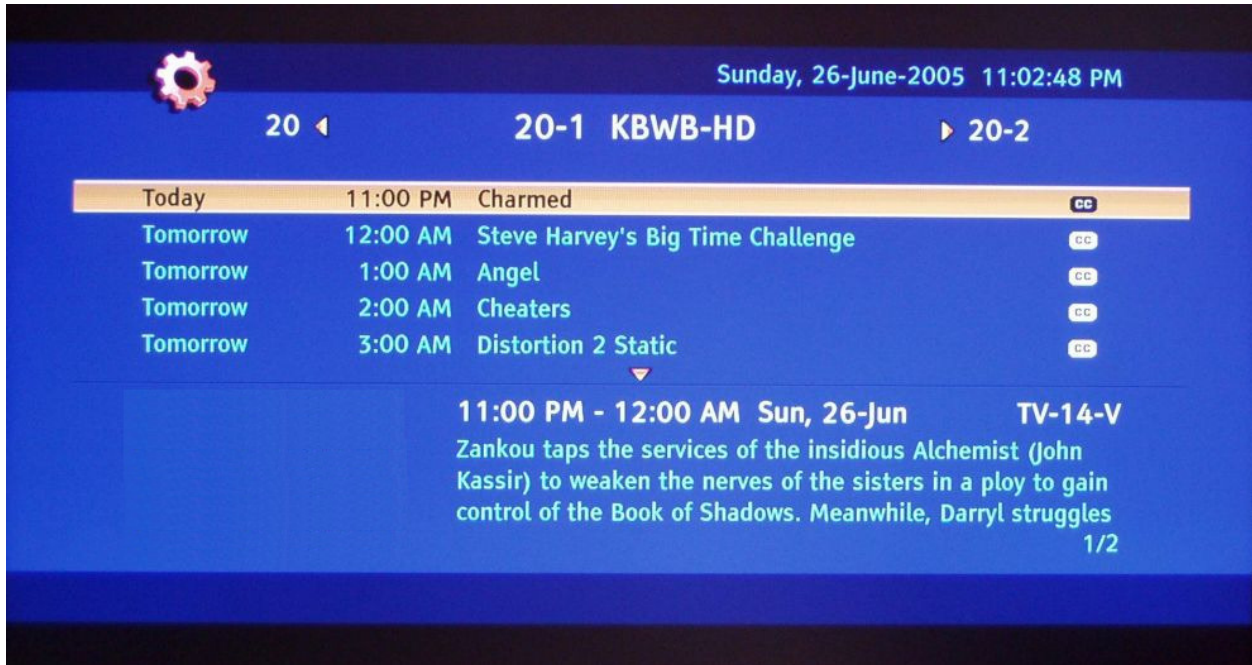 Sunday, 26-June-2005 11:02:48 PM
20 20-1 KBWB-HD 20-2
Today 11:00 PM Charmed CC
Tomorrow 12:00 AM Steve Harvey's Big Time Challenge CC
Tomorrow 1:00 AM Angel CC
Tomorrow 2:00 AM Cheaters CC
Tomorrow 3:00 AM Distortion 2 Static CC
11:00 PM - 12:00 AM Sun, 26-Jun TV-14-V
Zankou taps the services of the insidious Alchemist (John
Kassir) to weaken the nerves of the sisters in a ploy to gain
control of the Book of Shadows. Meanwhile, Darryl struggles
1/2